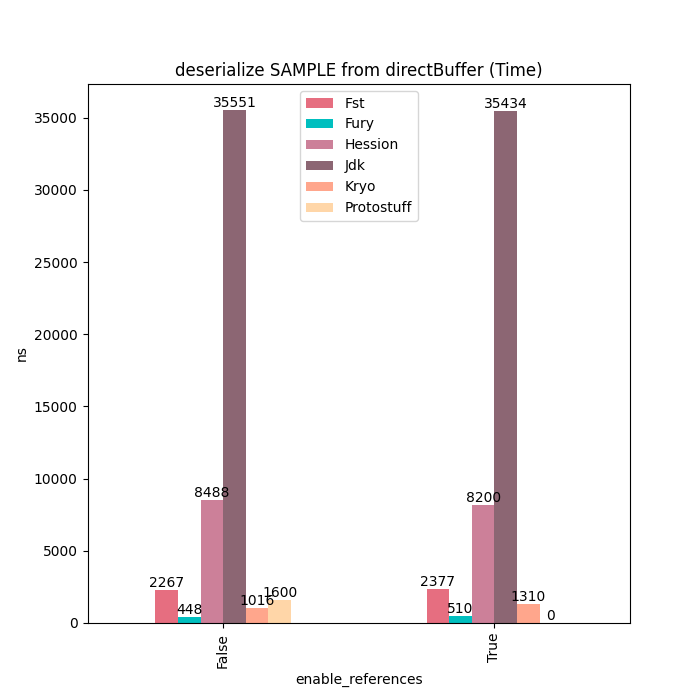 deserialize SAMPLE from directBuffer (Time)
35000
30000
25000
20000
15000
10000
5000
0
ns
Fst
Fury
Hession
Jdk
Kryo
Protostuff
2267
448
8488
35551
1016
1600
2377
510
8200
35434
1310
0
False
True
enable_references